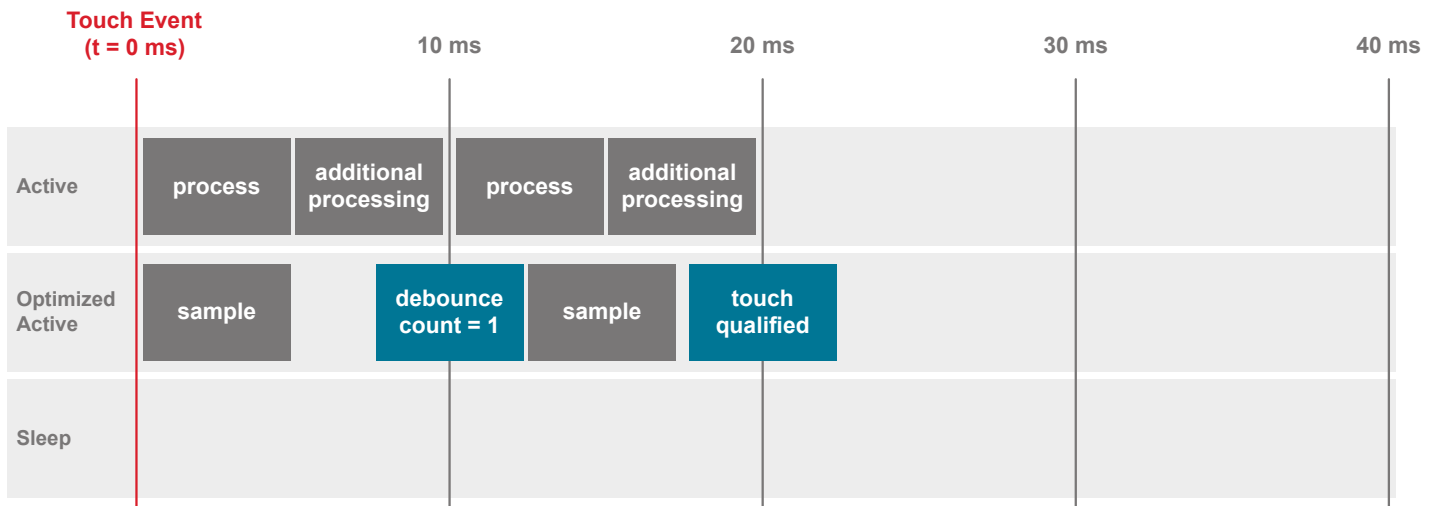 Touch Event
(t = 0 ms)
10 ms
20 ms
30 ms
40 ms
Active
process
additional
processing
process
additional
processing
Optimized
Active
sample
debounce
count = 1
sample
touch
qualified
Sleep